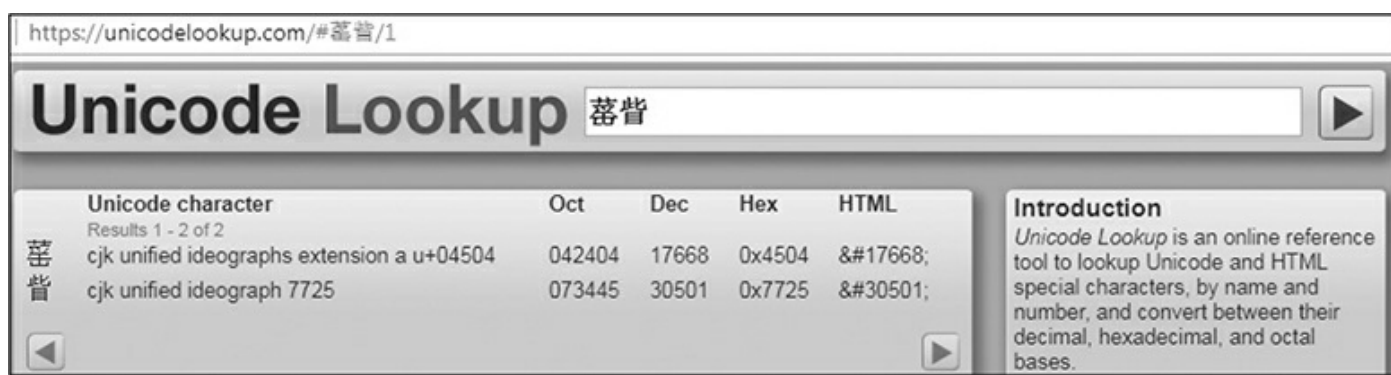 https://unicodelookup.com/#䔄眥/1
Unicode Lookup 䔄眥
Unicode character Oct Dec Hex HTML
Results 1 - 2 of 2
䔄 cjk unified ideographs extension a u+04504 042404 17668 0x4504 &#17668;
眥 cjk unified ideograph 7725 073445 30501 0x7725 &#30501;
Introduction
Unicode Lookup is an online reference
tool to lookup Unicode and HTML
special characters, by name and
number, and convert between their
decimal, hexadecimal, and octal
bases.